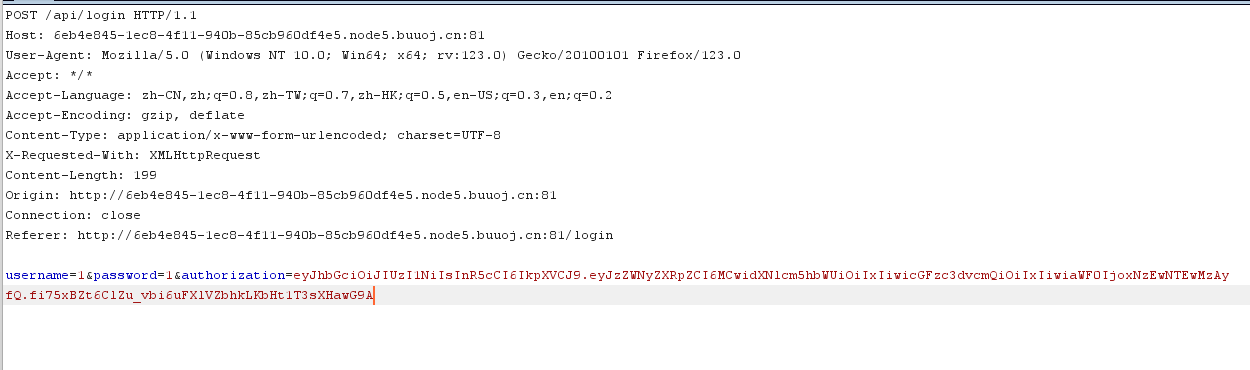 POST /api/login HTTP/1.1
Host: 6eb4e845-1ec8-4f11-940b-85cb960df4e5.node5.buuoj.cn:81
User-Agent: Mozilla/5.0 (Windows NT 10.0; Win64; x64; rv:123.0) Gecko/20100101 Firefox/123.0
Accept: */*
Accept-Language: zh-CN,zh;q=0.8,zh-TW;q=0.7,zh-HK;q=0.5,en-US;q=0.3,en;q=0.2
Accept-Encoding: gzip, deflate
Content-Type: application/x-www-form-urlencoded; charset=UTF-8
X-Requested-With: XMLHttpRequest
Content-Length: 199
Origin: http://6eb4e845-1ec8-4f11-940b-85cb960df4e5.node5.buuoj.cn:81
Connection: close
Referer: http://6eb4e845-1ec8-4f11-940b-85cb960df4e5.node5.buuoj.cn:81/login
username=1&password=1&authorization=eyJhbGciOiJIUzI1NiIsInR5cCI6IkpXVCJ9.eyJzZWNyZXRpZCI6MCwidXNlcm5hbWUiOiIxIiwicGFzc3dvcmQiOiIxIiwiaWF0IjoxNzEwNTEwMzAy
fQ.fi75xBZt6ClZu_vbi6uFXlVZbhkLKbHt1T3sXHawG9A